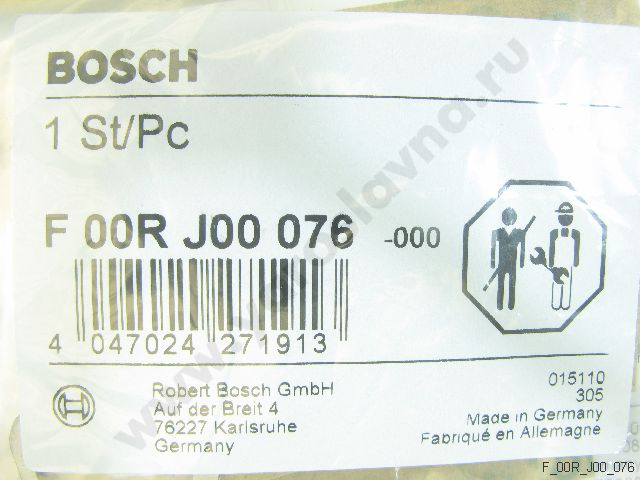 BOSCH
1 St/Pc
F 00R J00 076 -000
4 047024 271913
Robert Bosch GmbH
Auf der Breit 4
76227 Karlsruhe
Germany
015110
305
Made in Germany
Fabriqué en Allemagne
F_00R_J00_076